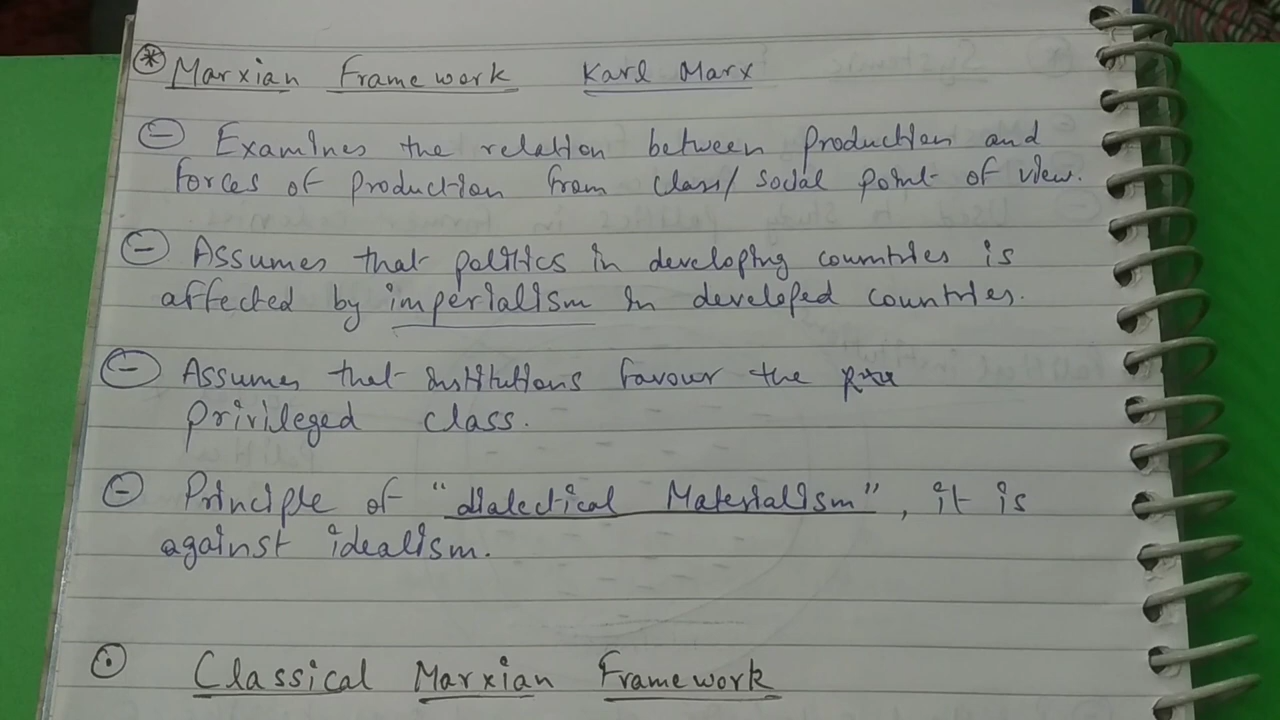 * Marxian Framework Karl Marx
- Examines the relation between production and
forces of production from class/ social point of view.
- Assumes that politics in developing countries is
affected by imperialism in developed countries.
- Assumes that institutions favour the
privileged class.
- Principle of "dialectical Materialism", it is
against idealism.
• Classical Marxian Framework